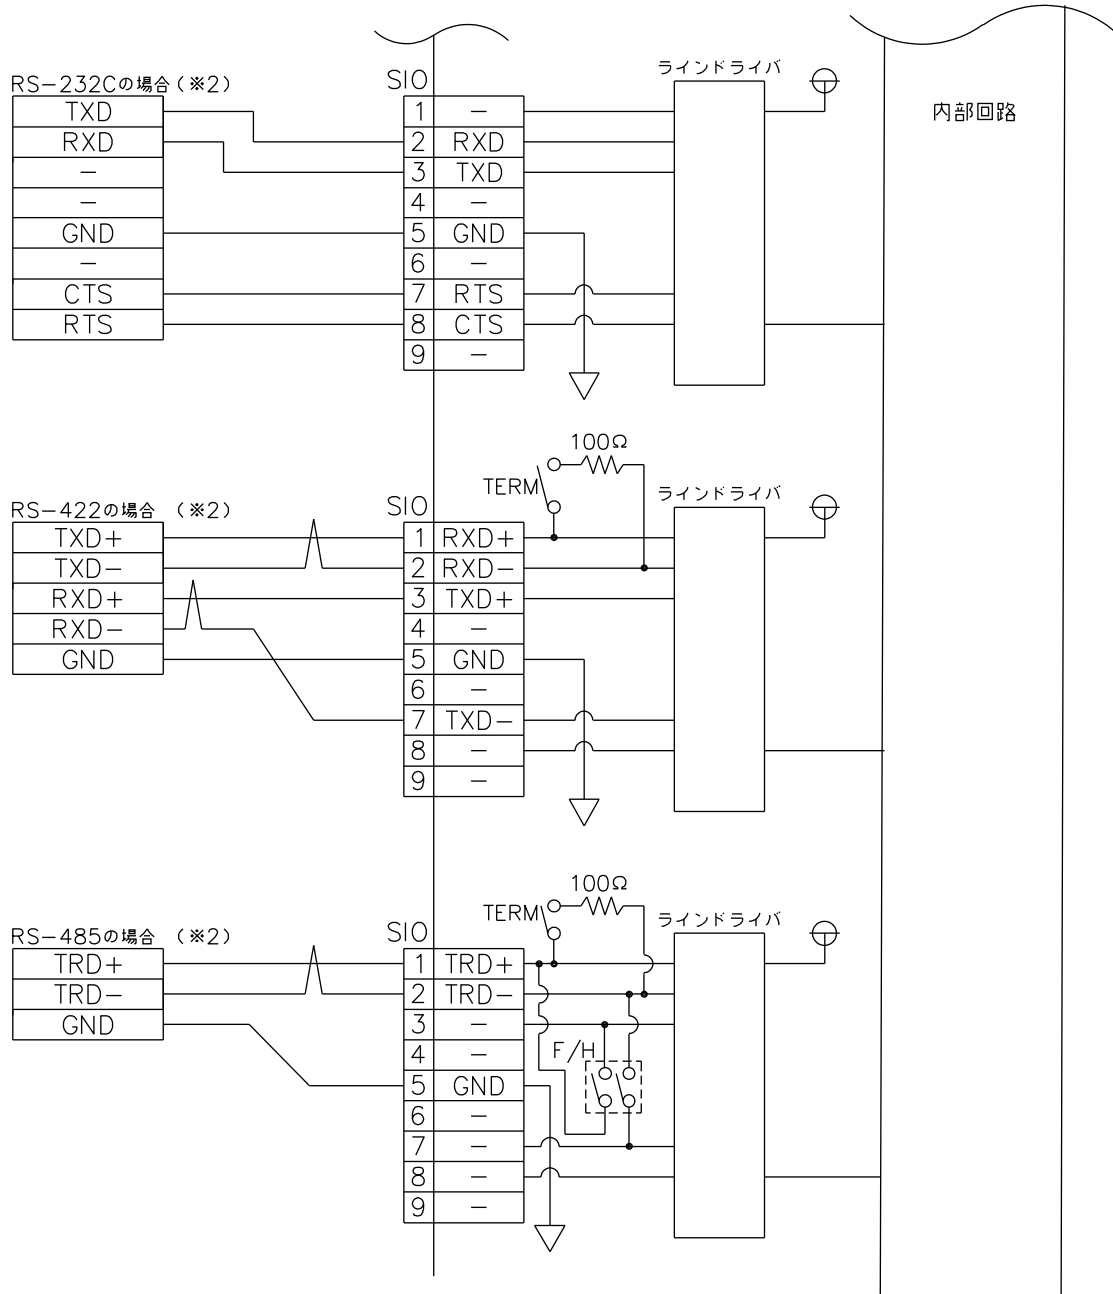 RS-232Cの場合(※2)
SIO
ラインドライバ
内部回路
TXD 1 -
RXD 2 RXD
- 3 TXD
- 4 -
GND 5 GND
- 6 -
CTS 7 RTS
RTS 8 CTS
9 -
100Ω
TERM
RS-422の場合 (※2)
SIO
ラインドライバ
TXD+ 1 RXD+
TXD- 2 RXD-
RXD+ 3 TXD+
RXD- 4 -
GND 5 GND
6 -
7 TXD-
8 -
9 -
100Ω
TERM
RS-485の場合 (※2)
SIO
ラインドライバ
TRD+ 1 TRD+
TRD- 2 TRD-
GND 3 -
4 -
F/H
5 GND
6 -
7 -
8 -
9 -